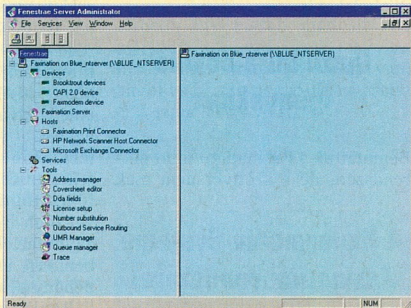 Fenestrae Server Administrator
File Services View Window Help
Fenestrae
Faxination on Blue_ntserver (\\BLUE_NTSERVER)
Devices
Brooktrout devices
CAPI 2.0 device
Faxmodem device
Faxination Server
Hosts
Faxination Print Connector
HP Network Scanner Host Connector
Microsoft Exchange Connector
Services
Tools
Address manager
Coversheet editor
Dda fields
License setup
Number substitution
Outbound Service Routing
UMR Manager
Queue manager
Trace
Faxination on Blue_ntserver (\\BLUE_NTSERVER)
Ready
NUM